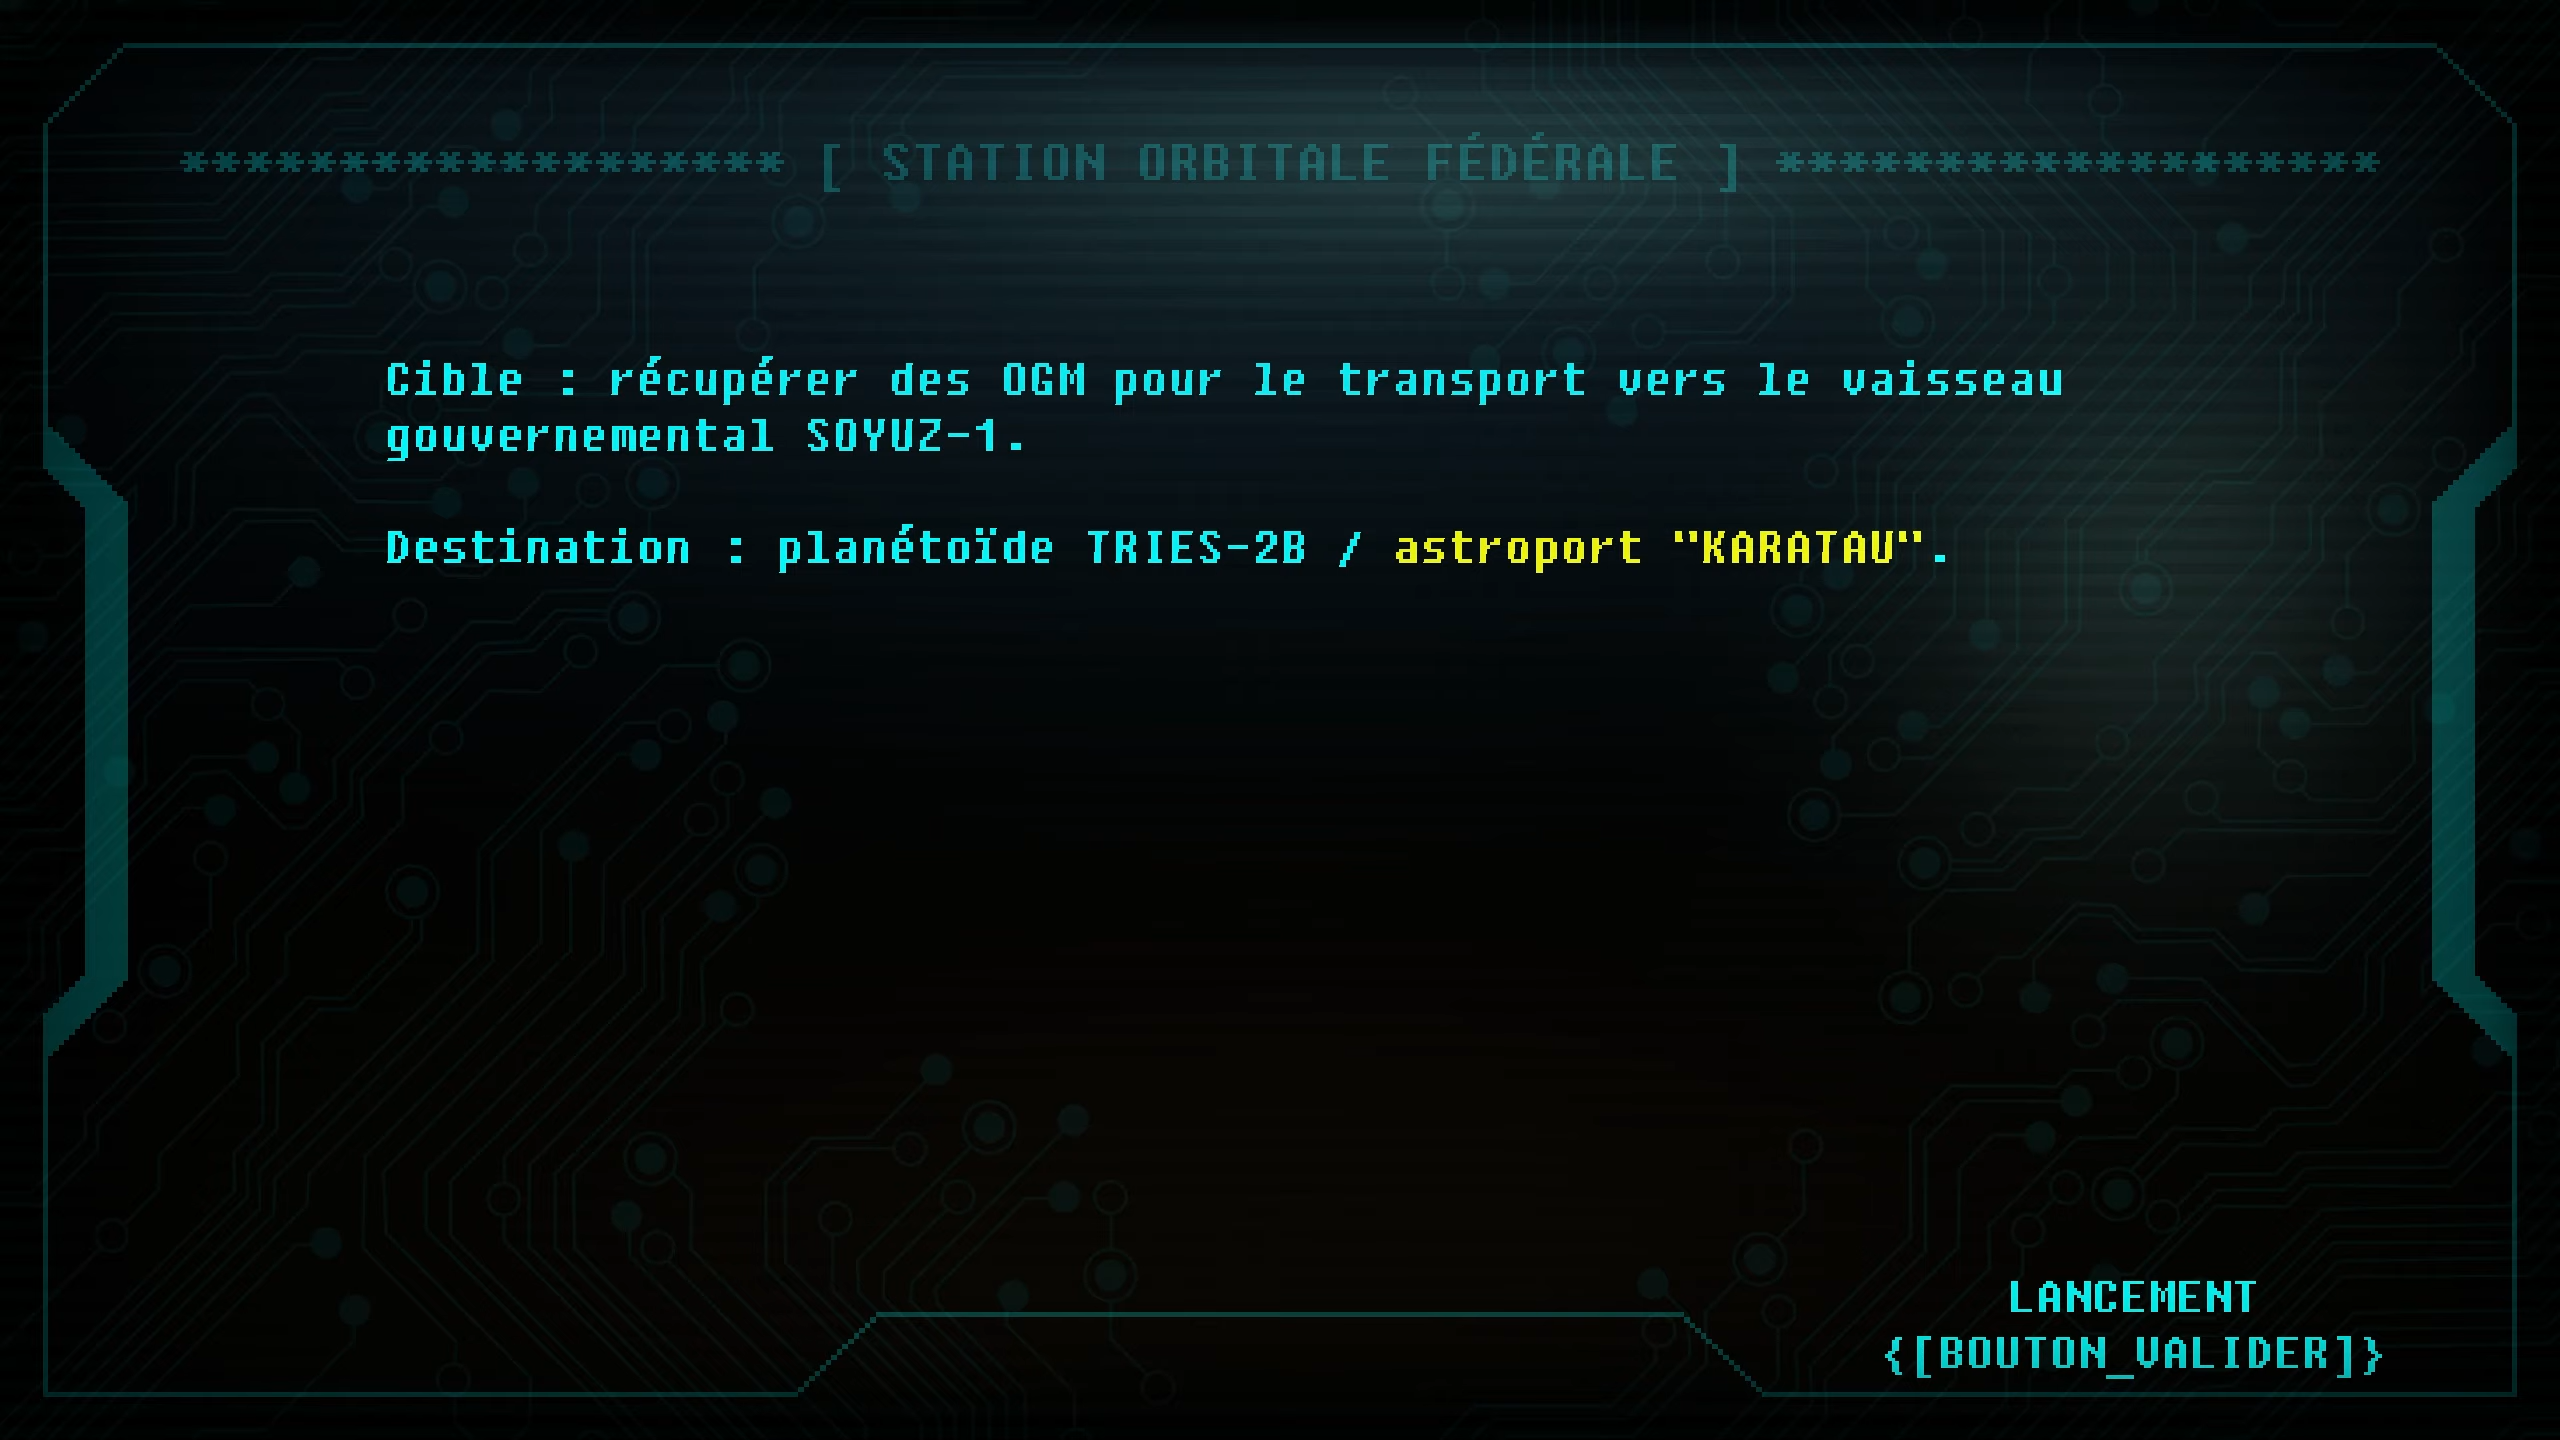 ******************* [ STATION ORBITALE FÉDÉRALE ] *******************
Cible : récupérer des OGM pour le transport vers le vaisseau
gouvernemental SOYUZ-1.
Destination : planétoïde TRIES-2B / astroport "KARATAU".
LANCEMENT
{[BOUTON_VALIDER]}